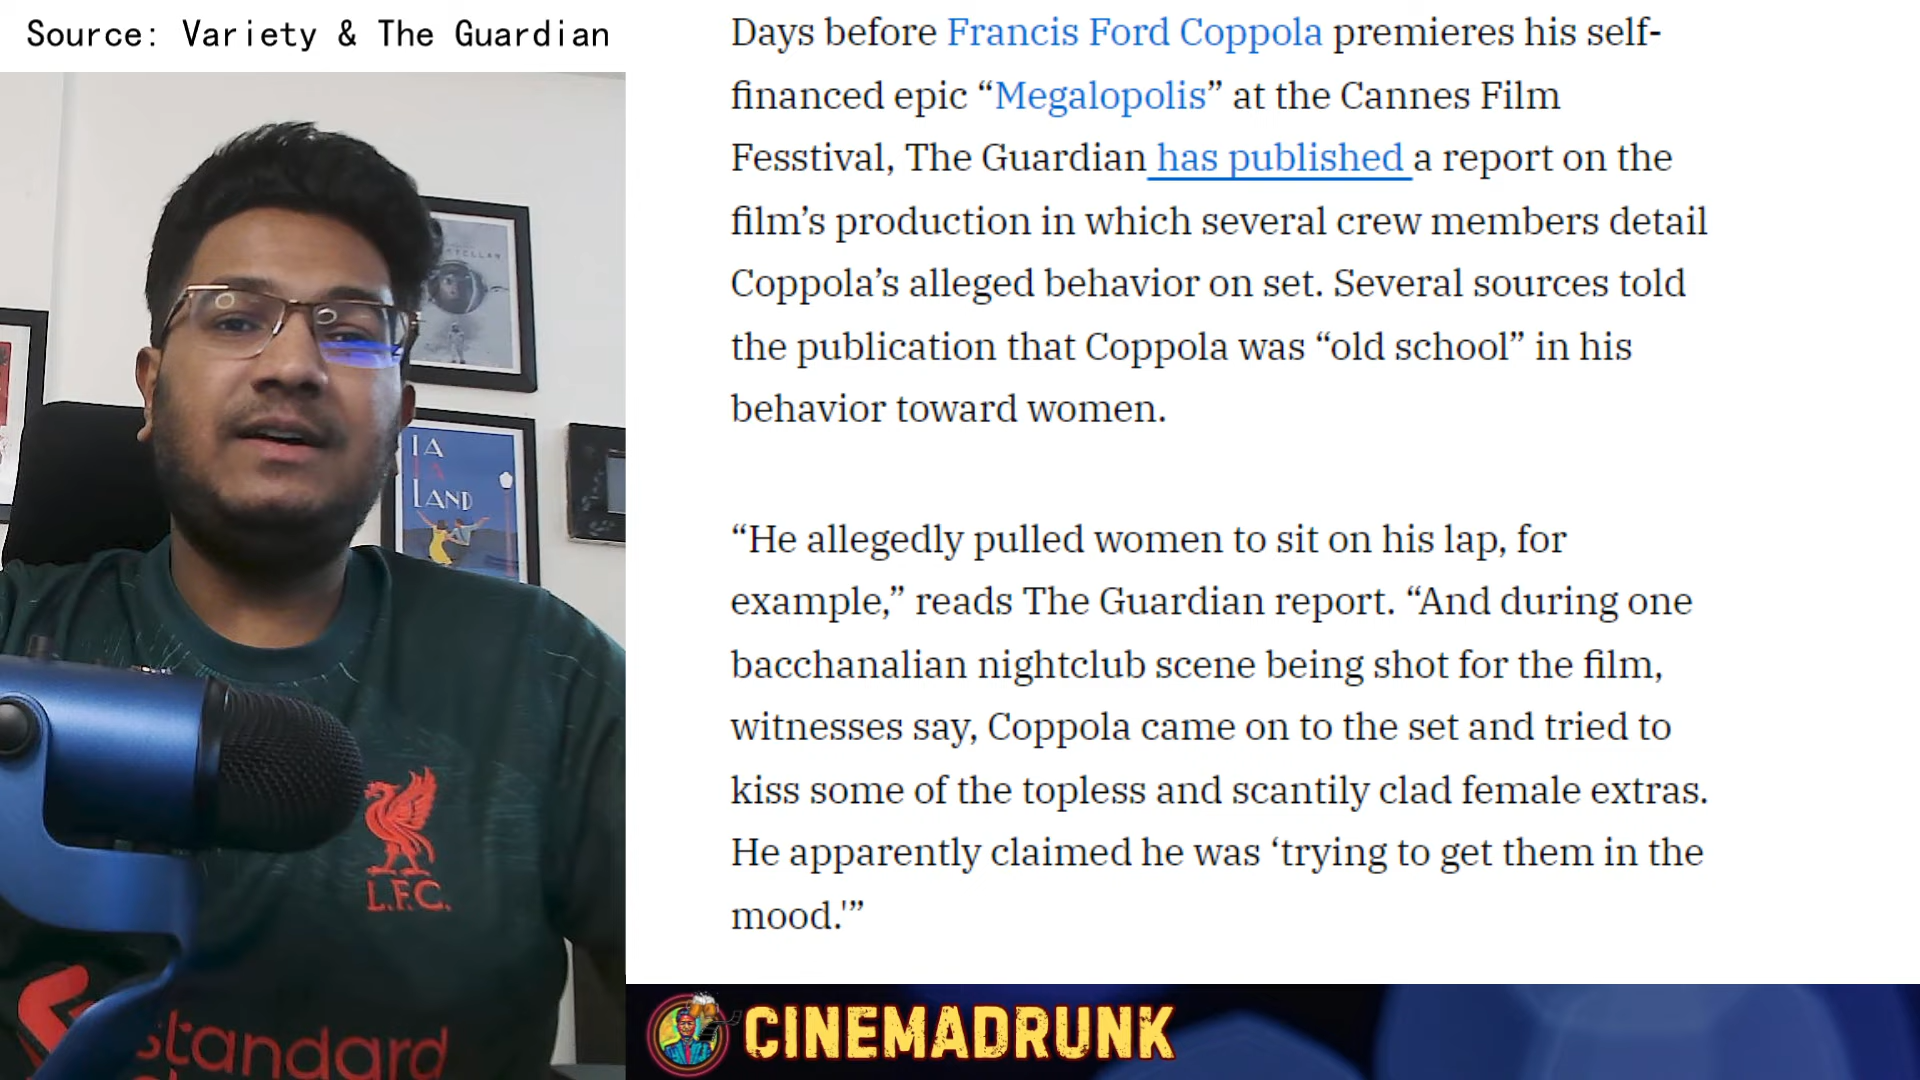 Source: Variety & The Guardian
Days before Francis Ford Coppola premieres his self-
financed epic “Megalopolis” at the Cannes Film
Fesstival, The Guardian has published a report on the
film’s production in which several crew members detail
Coppola’s alleged behavior on set. Several sources told
the publication that Coppola was “old school” in his
behavior toward women.
“He allegedly pulled women to sit on his lap, for
example,” reads The Guardian report. “And during one
bacchanalian nightclub scene being shot for the film,
witnesses say, Coppola came on to the set and tried to
kiss some of the topless and scantily clad female extras.
He apparently claimed he was ‘trying to get them in the
mood.'”
LA
LA
LAND
L.F.C.
Standard
CINEMADRUNK